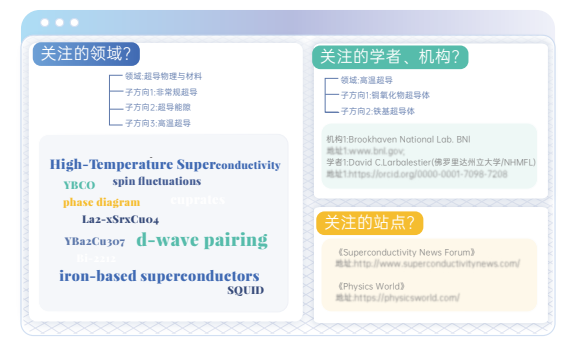 关注的领域?
领域:超导物理与材料
子方向1:非常规超导
子方向2:超导能隙
子方向3:高温超导
High-Temperature Superconductivity
YBCO
spin fluctuations
phase diagram
cuprates
La2-xSrxCu04
YBa2Cu307
d-wave pairing
Bi-2212
iron-based superconductors
SQUID
关注的学者、机构?
领域:高温超导
子方向1:铜氧化物超导体
子方向2:铁基超导体
机构1:Brookhaven National Lab. BNl
地址1:www.bnl.gov;
学者1:David C.Larbalestier(佛罗里达州立大学/NHMFL)
地址1:https://orcid.org/0000-0001-7098-7208
关注的站点?
《Superconductivity News Forum》
地址:http://www.superconductivitynews.com/
《Physics World》
地址:https://physicsworld.com/